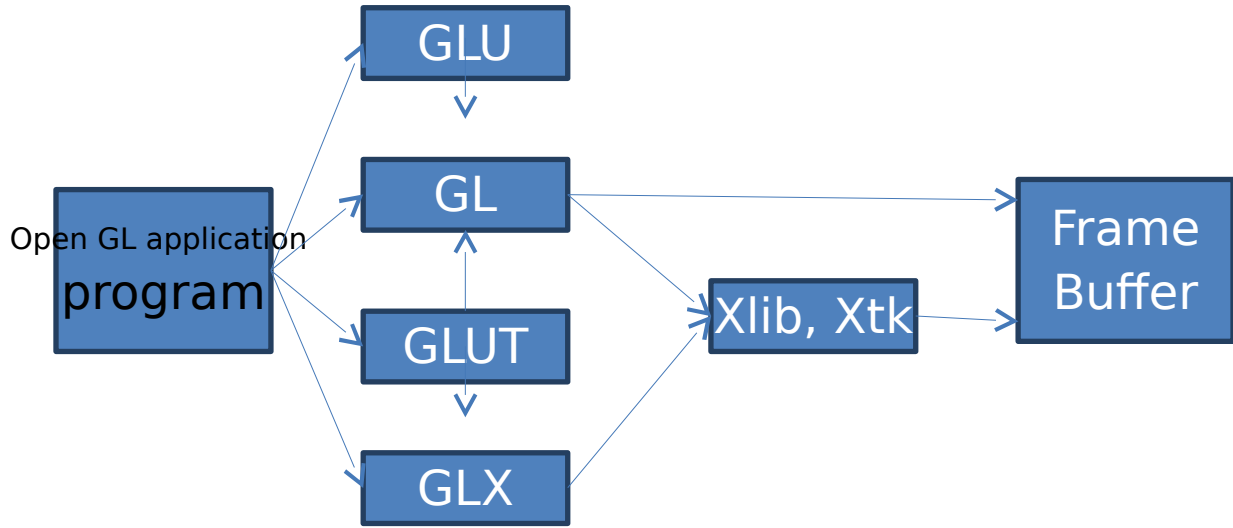 GLU
GL
Open GL application
program
GLUT
GLX
Xlib, Xtk
Frame
Buffer